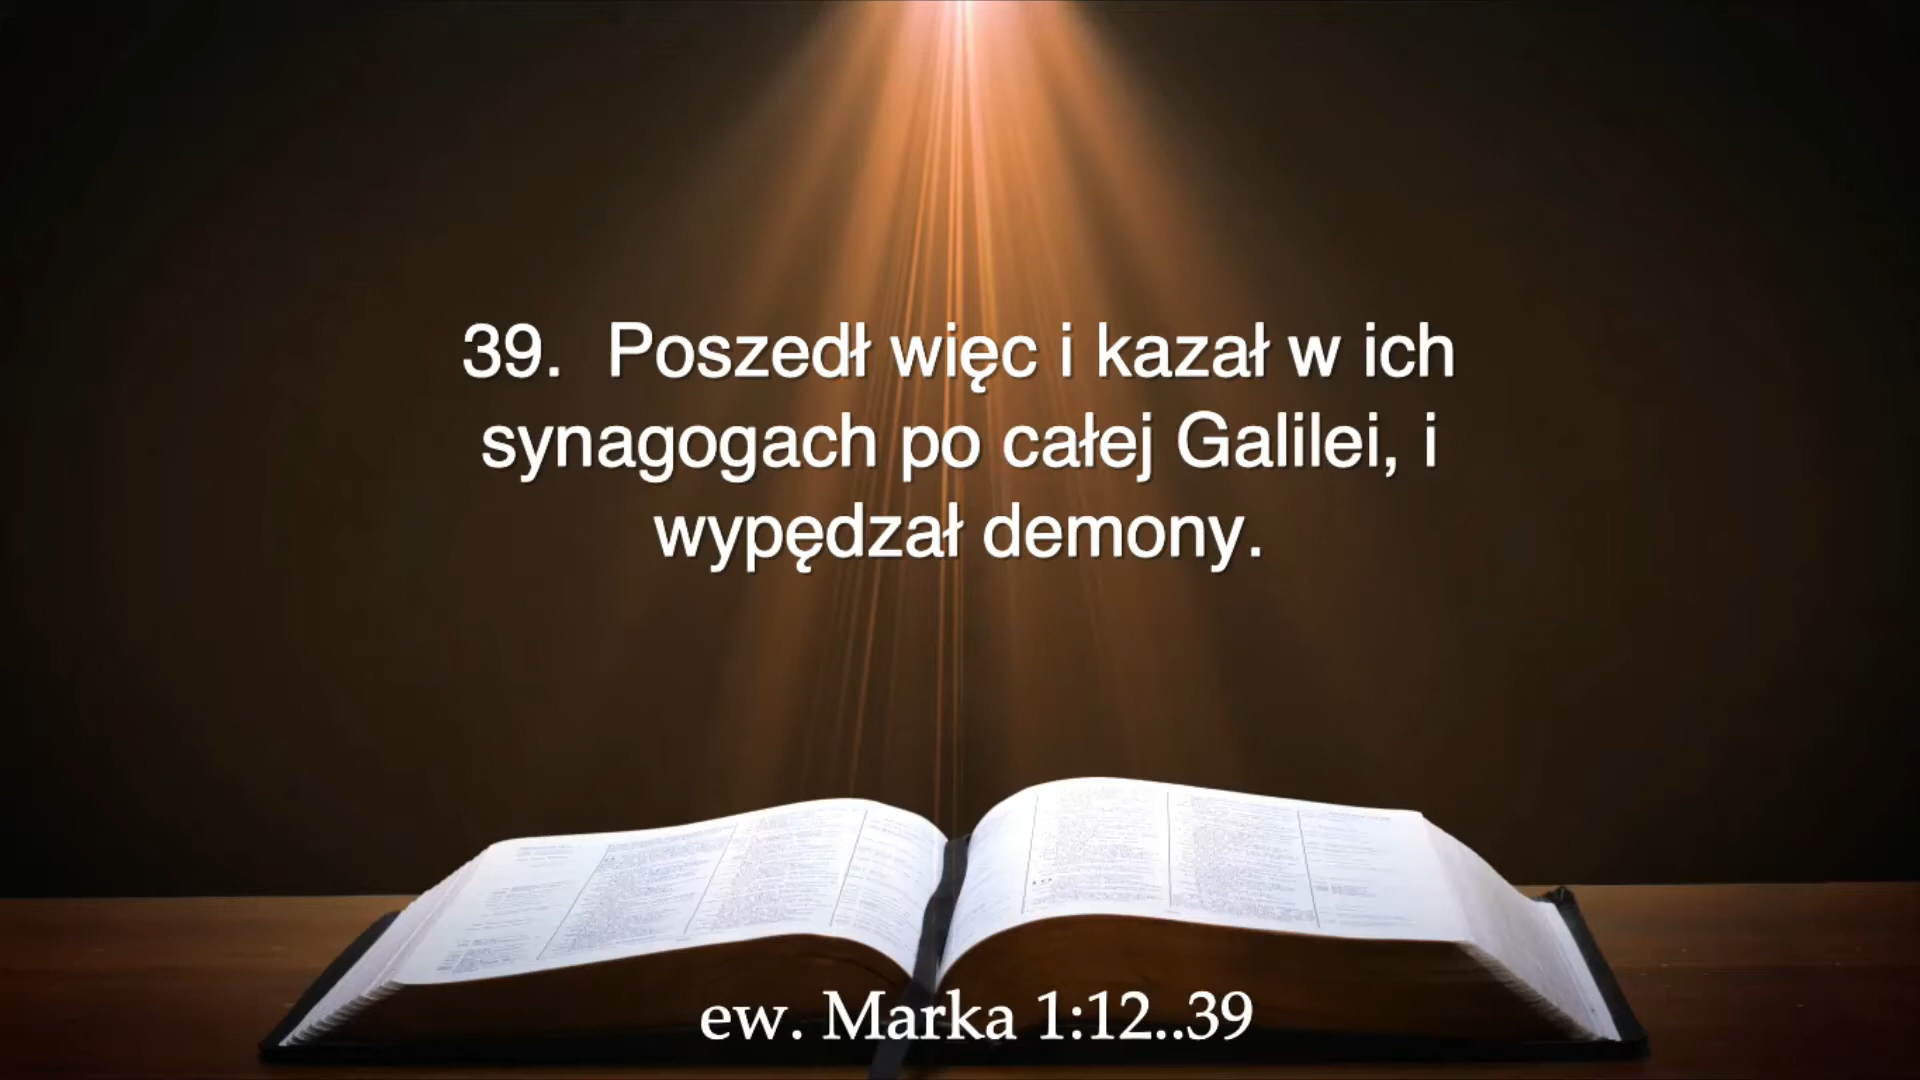 39.  Poszedł więc i kazał w ich
synagogach po całej Galilei, i
wypędzał demony.
ew. Marka 1:12..39